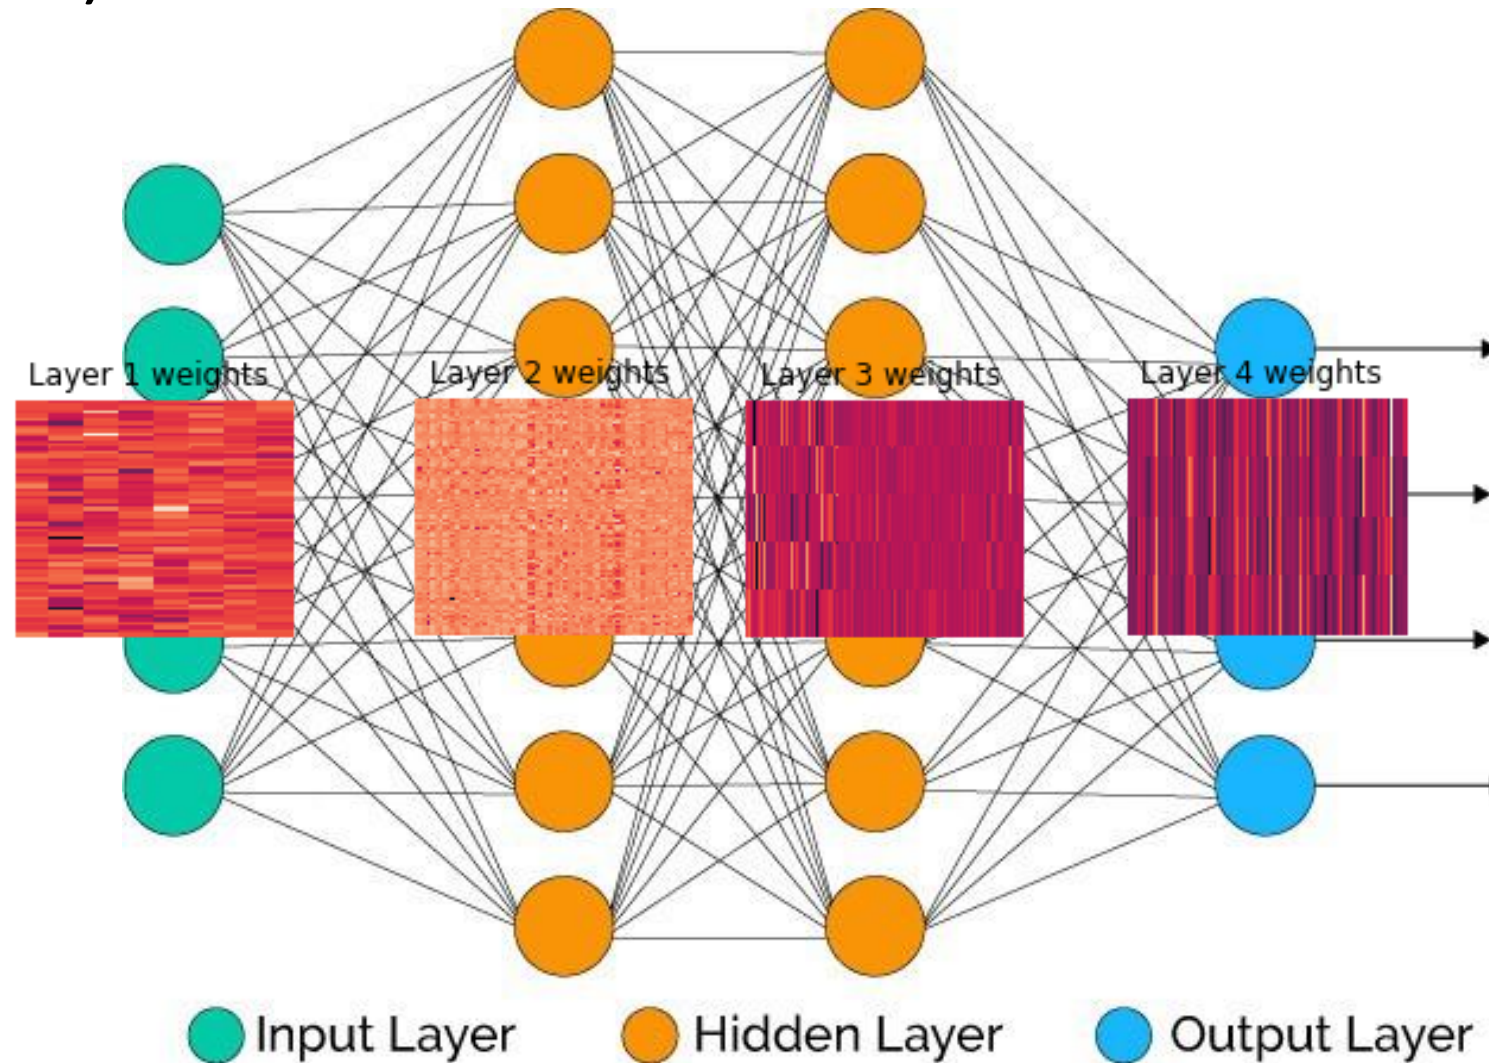 Layer 1 weights
Layer 2 weights
Layer 3 weights
Layer 4 weights
Input Layer
Hidden Layer
Output Layer